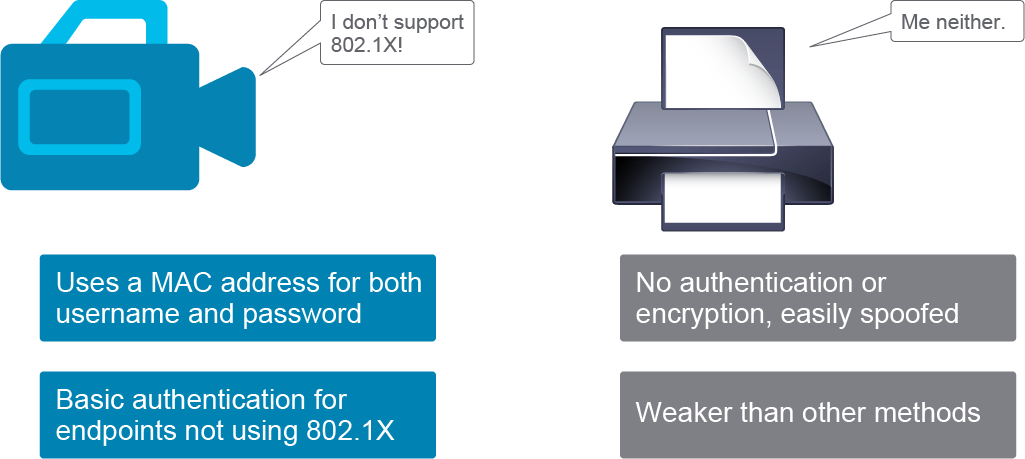 I don’t support
802.1X!
Me neither.
Uses a MAC address for both
username and password
No authentication or
encryption, easily spoofed
Basic authentication for
endpoints not using 802.1X
Weaker than other methods